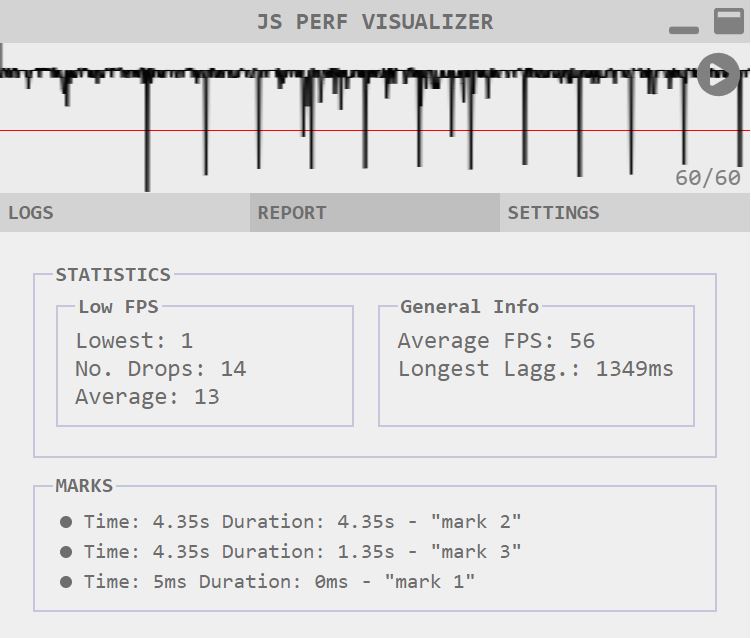 JS PERF VISUALIZER
60/60
LOGS REPORT SETTINGS
STATISTICS
Low FPS
Lowest: 1
No. Drops: 14
Average: 13
General Info
Average FPS: 56
Longest Lagg.: 1349ms
MARKS
Time: 4.35s Duration: 4.35s - "mark 2"
Time: 4.35s Duration: 1.35s - "mark 3"
Time: 5ms Duration: 0ms - "mark 1"